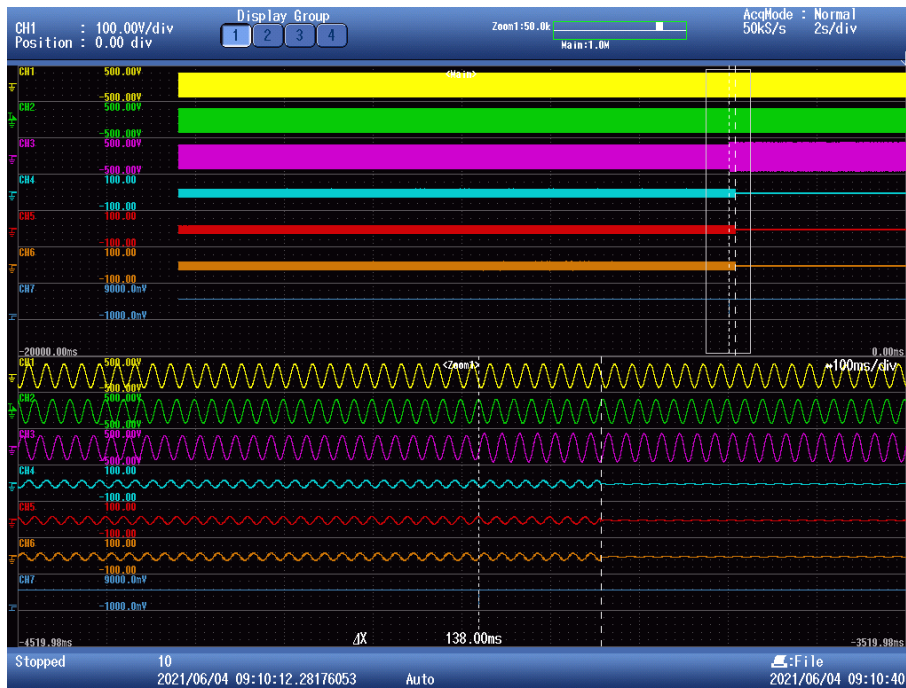 CH1 : 100.00V/div
Position : 0.00 div
Display Group
1 2 3 4
Zoom1:50.0k
Main:1.0M
AcqMode : Normal
50kS/s 2s/div
CH1 500.00V
<Main>
-500.00V
CH2 500.00V
-500.00V
CH3 500.00V
-500.00V
CH4 100.00
-100.00
CH5 100.00
-100.00
CH6 100.00
-100.00
CH7 9000.0mV
-1000.0mV
-20000.00ms 0.00ms
CH1 500.00V
<Zoom1>
100ms/div
-500.00V
CH2 500.00V
-500.00V
CH3 500.00V
-500.00V
CH4 100.00
-100.00
CH5 100.00
-100.00
CH6 100.00
-100.00
CH7 9000.0mV
-1000.0mV
ΔX 138.00ms
-4519.98ms -3519.98ms
Stopped 10
:File
2021/06/04 09:10:12.28176053 Auto 2021/06/04 09:10:40